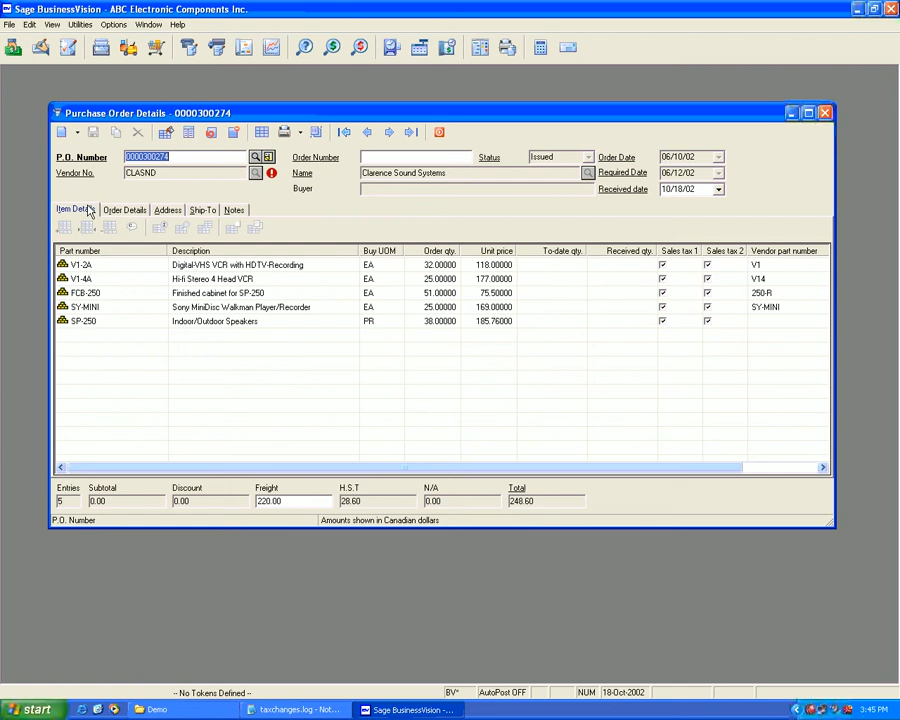 Sage BusinessVision - ABC Electronic Components Inc.
File Edit View Utilities Options Window Help
Purchase Order Details - 0000300274
P.O. Number 0000300274 Order Number Status Issued Order Date 06/10/02
Vendor No. CLASND Name Clarence Sound Systems Required Date 06/12/02
Buyer Received date 10/18/02
Item Details Order Details Address Ship-To Notes
Part number Description Buy UOM Order qty. Unit price To-date qty. Received qty. Sales tax 1 Sales tax 2 Vendor part number
V1-2A Digital-VHS VCR with HDTV-Recording EA 32.00000 118.00000 V1
V1-4A Hi-fi Stereo 4 Head VCR EA 25.00000 177.00000 V14
FCB-250 Finished cabinet for SP-250 EA 51.00000 75.50000 250-R
SY-MINI Sony MiniDisc Walkman Player/Recorder EA 25.00000 169.00000 SY-MINI
SP-250 Indoor/Outdoor Speakers PR 38.00000 185.76000
Entries Subtotal Discount Freight H.S.T N/A Total
5 0.00 0.00 220.00 28.60 0.00 248.60
P.O. Number Amounts shown in Canadian dollars
-- No Tokens Defined -- BV* AutoPost OFF NUM 18-Oct-2002
start Demo taxchanges.log - Not... Sage BusinessVision -... 3:45 PM